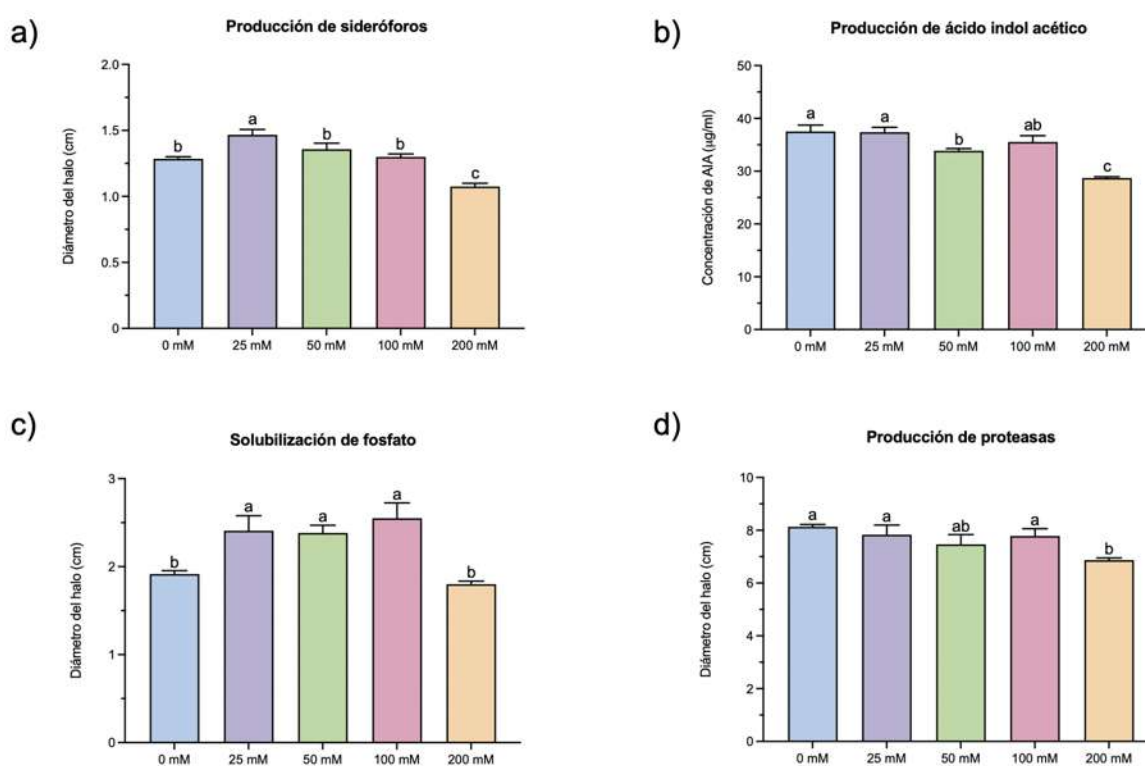 a)
Producción de sideróforos
Diámetro del halo (cm)
2.0
1.5
1.0
0.5
0
b
a
b
b
c
0 mM
25 mM
50 mM
100 mM
200 mM
b)
Producción de ácido indol acético
Concentración de AIA (µg/ml)
50
40
30
20
10
0
a
a
b
ab
c
0 mM
25 mM
50 mM
100 mM
200 mM
c)
Solubilización de fosfato
Diámetro del halo (cm)
3
2
1
0
b
a
a
a
b
0 mM
25 mM
50 mM
100 mM
200 mM
d)
Producción de proteasas
Diámetro del halo (cm)
10
8
6
4
2
0
a
a
ab
a
b
0 mM
25 mM
50 mM
100 mM
200 mM